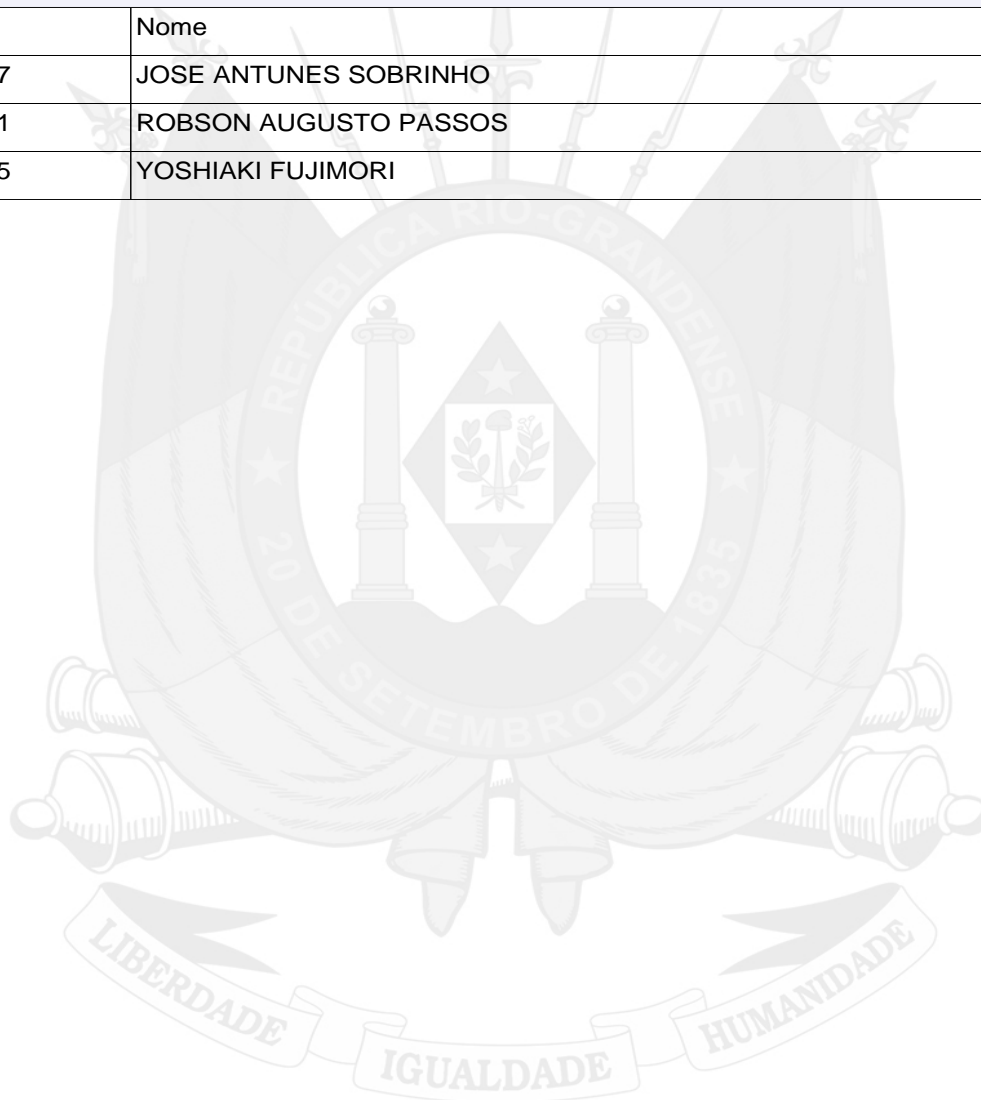 Nome
7 JOSE ANTUNES SOBRINHO
1 ROBSON AUGUSTO PASSOS
5 YOSHIAKI FUJIMORI
REPÚBLICA RIO-GRANDENSE
20 DE SETEMBRO DE 1835
LIBERDADE IGUALDADE HUMANIDADE